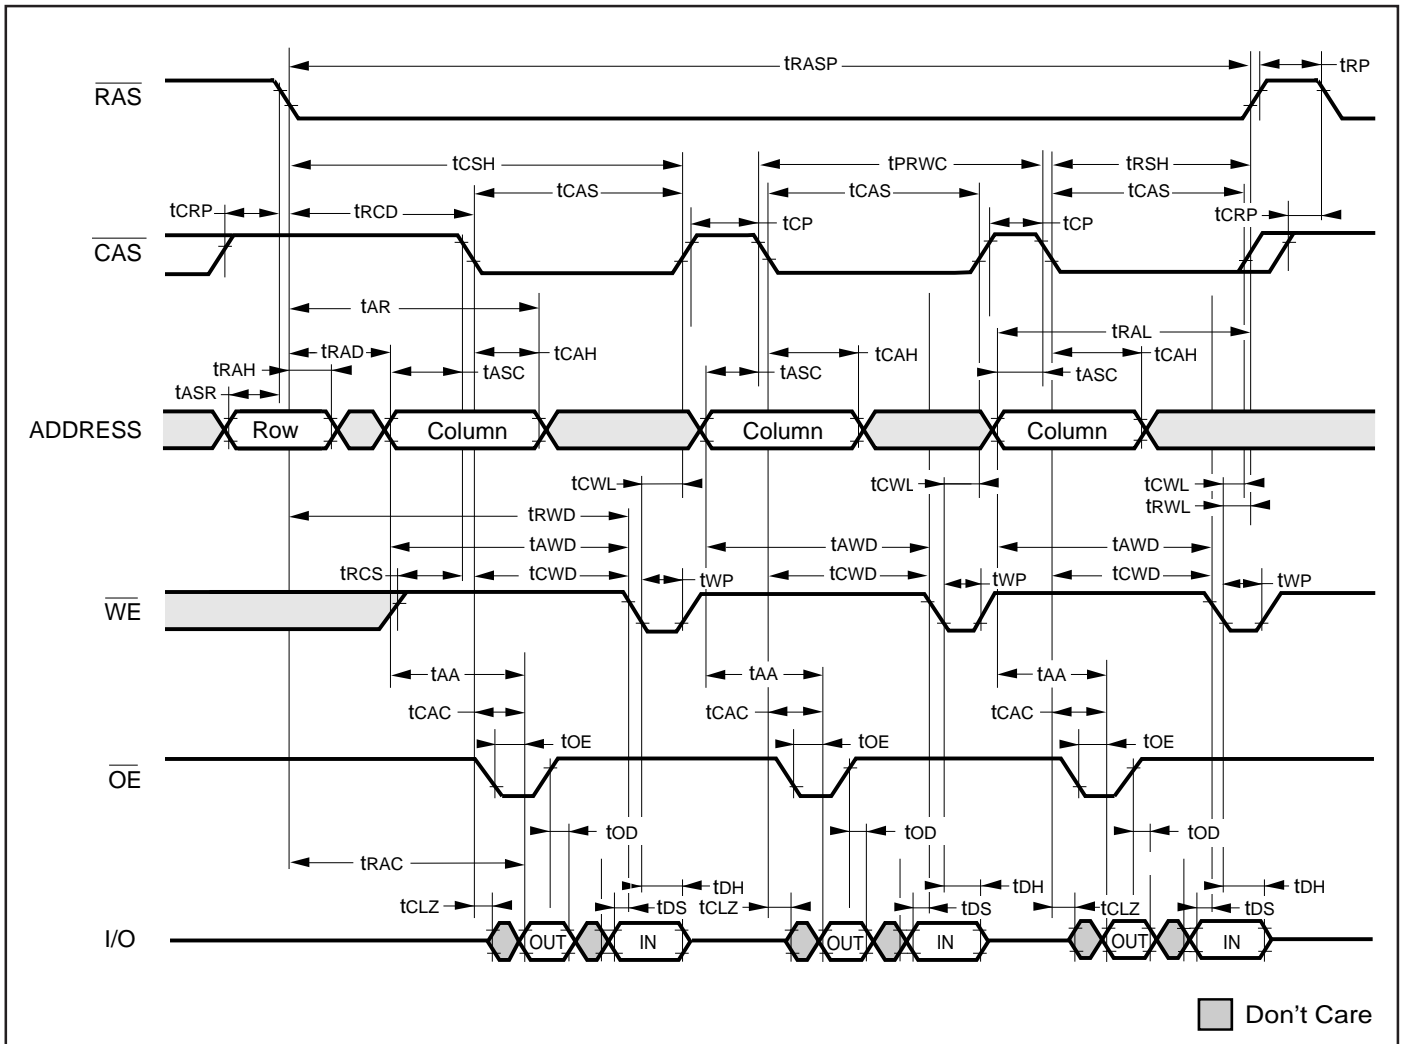 tRASP
tRP
RAS
tCSH
tPRWC
tRSH
tCAS
tCAS
tCAS
tCRP
tRCD
tCP
tCP
tCRP
CAS
tAR
tRAL
tRAD
tCAH
tCAH
tCAH
tRAH
tASC
tASC
tASC
tASR
ADDRESS
Row
Column
Column
Column
tCWL
tCWL
tCWL
tRWD
tRWL
tAWD
tAWD
tAWD
tRCS
tCWD
tWP
tCWD
tWP
tCWD
tWP
WE
tAA
tAA
tAA
tCAC
tCAC
tCAC
tOE
tOE
tOE
OE
tOD
tOD
tOD
tRAC
tDH
tDH
tDH
tCLZ
tDS
tCLZ
tDS
tCLZ
tDS
I/O
OUT
IN
OUT
IN
OUT
IN
Don't Care